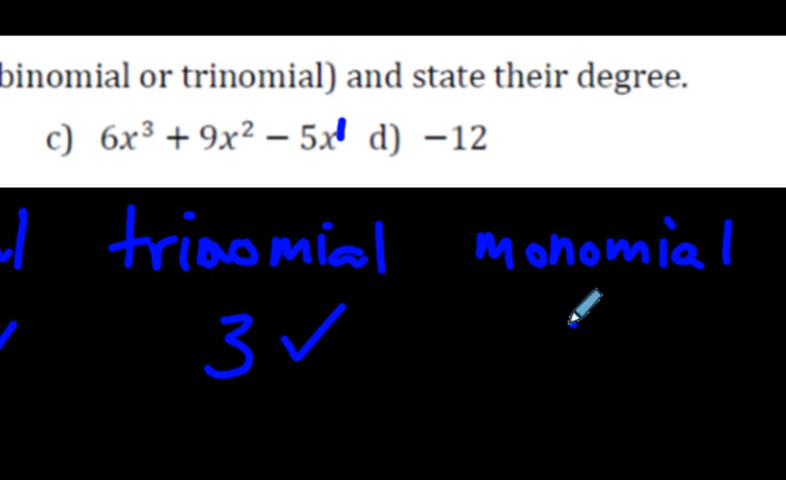 binomial or trinomial) and state their degree.
c) 6x³ + 9x² − 5x¹ d) −12
trinomial monomial
3 ✓